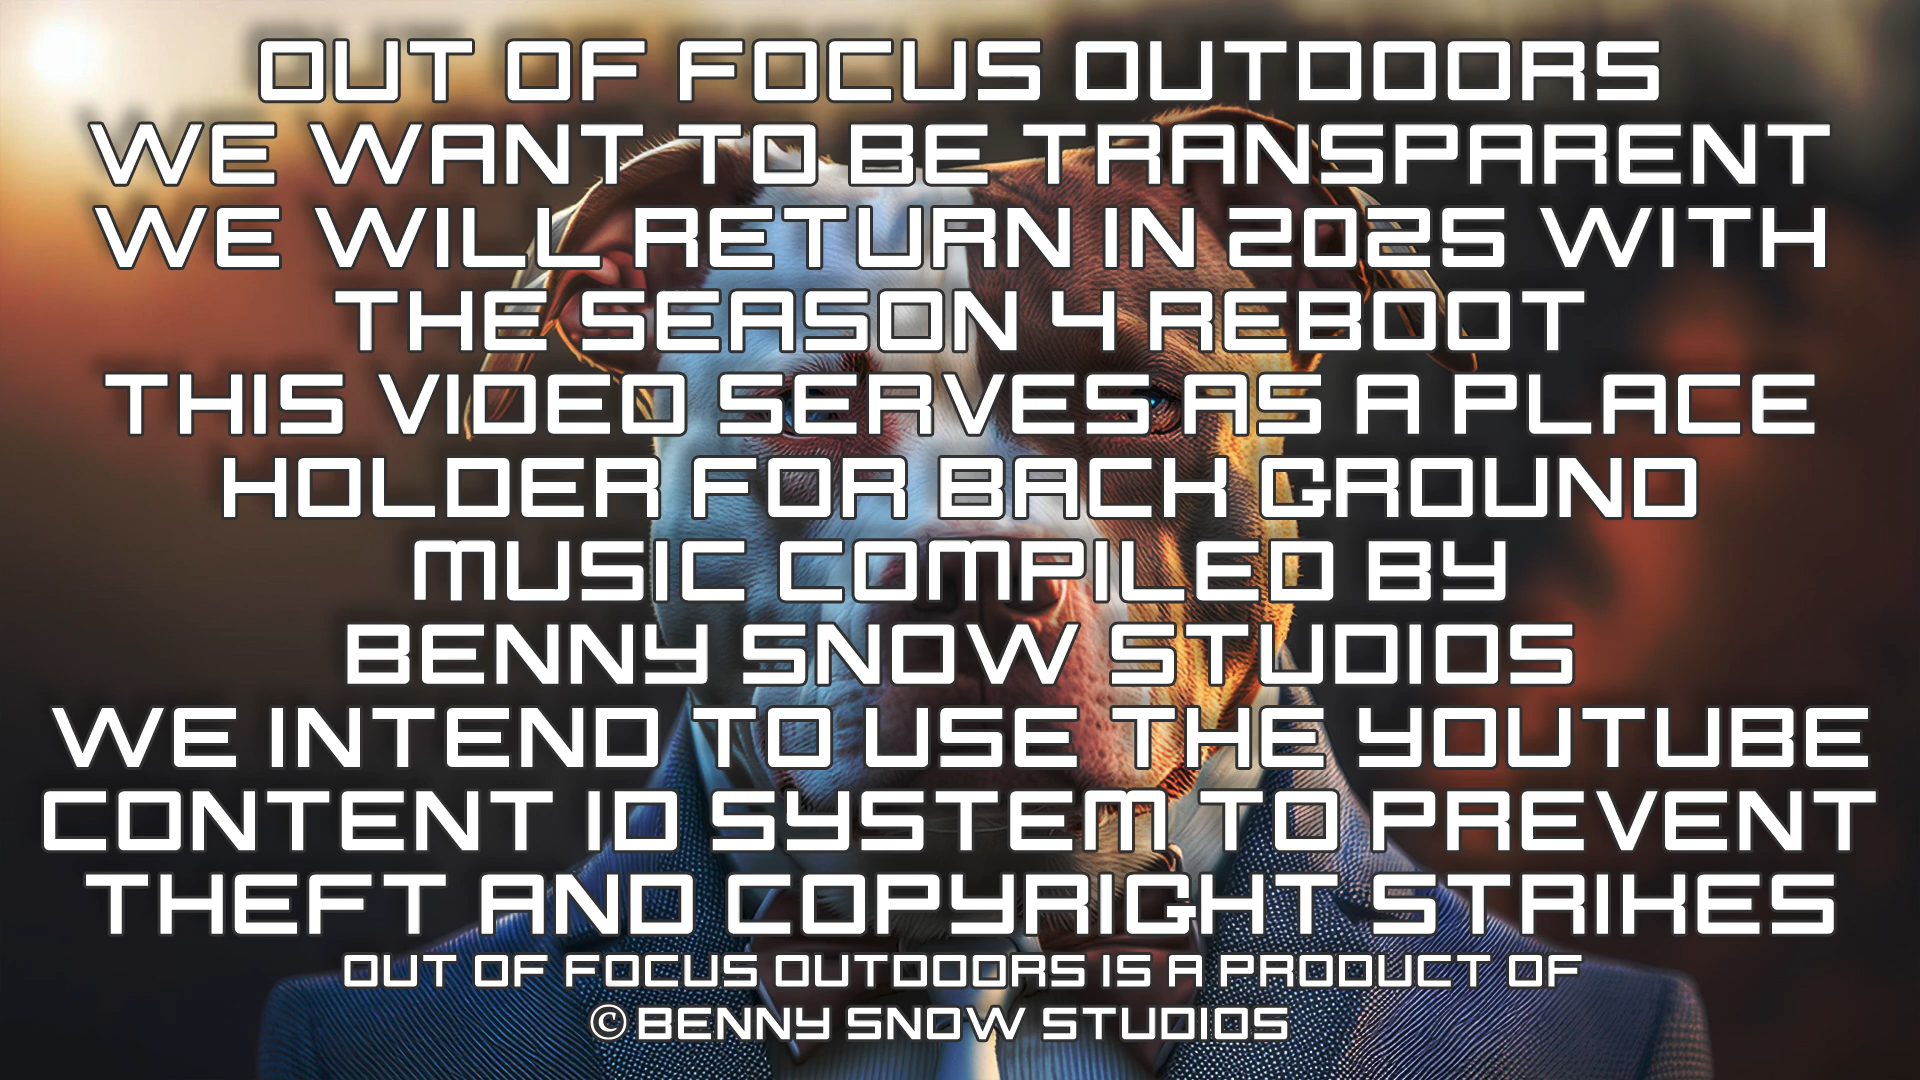 OUT OF FOCUS OUTDOORS
WE WANT TO BE TRANSPARENT
WE WILL RETURN IN 2025 WITH
THE SEASON 4 REBOOT
THIS VIDEO SERVES AS A PLACE
HOLDER FOR BACK GROUND
MUSIC COMPILED BY
BENNY SNOW STUDIOS
WE INTEND TO USE THE YOUTUBE
CONTENT ID SYSTEM TO PREVENT
THEFT AND COPYRIGHT STRIKES
OUT OF FOCUS OUTDOORS IS A PRODUCT OF
©BENNY SNOW STUDIOS